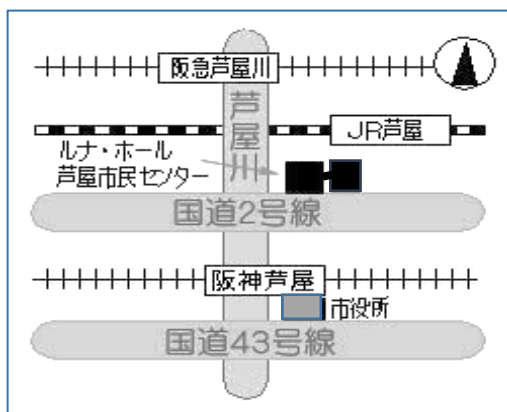 阪急芦屋川
芦屋川
JR芦屋
ルナ・ホール
芦屋市民センター
国道2号線
阪神芦屋
市役所
国道43号線